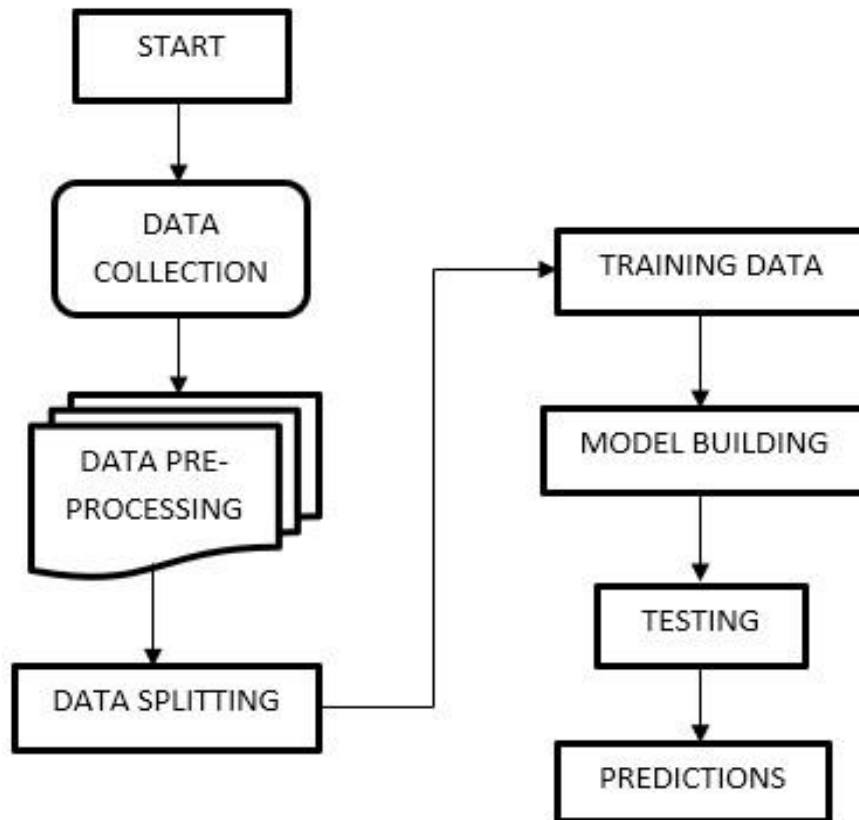 START
DATA
COLLECTION
DATA PRE-
PROCESSING
DATA SPLITTING
TRAINING DATA
MODEL BUILDING
TESTING
PREDICTIONS